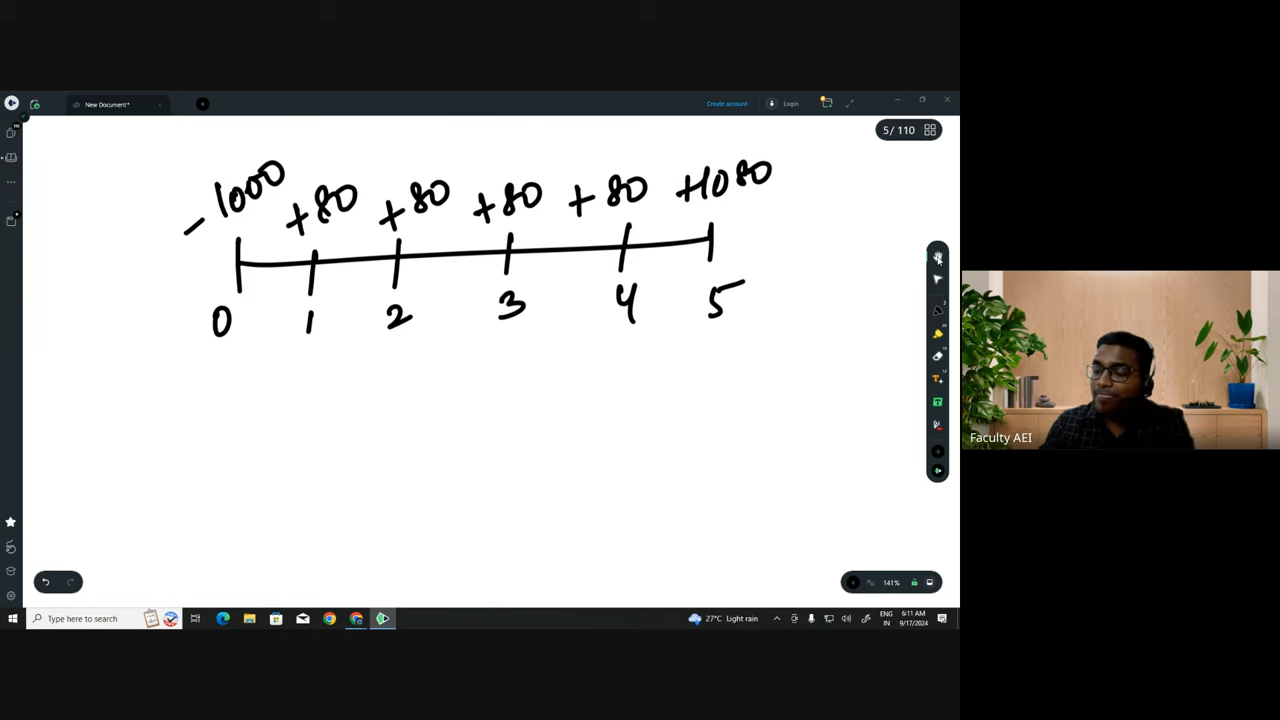 New Document*
Create account
Login
5 / 110
-1000 +80 +80 +80 +80 +1080
0 1 2 3 4 5
Faculty AEI
141%
Type here to search
27°C Light rain
ENG
IN
6:11 AM
9/17/2024